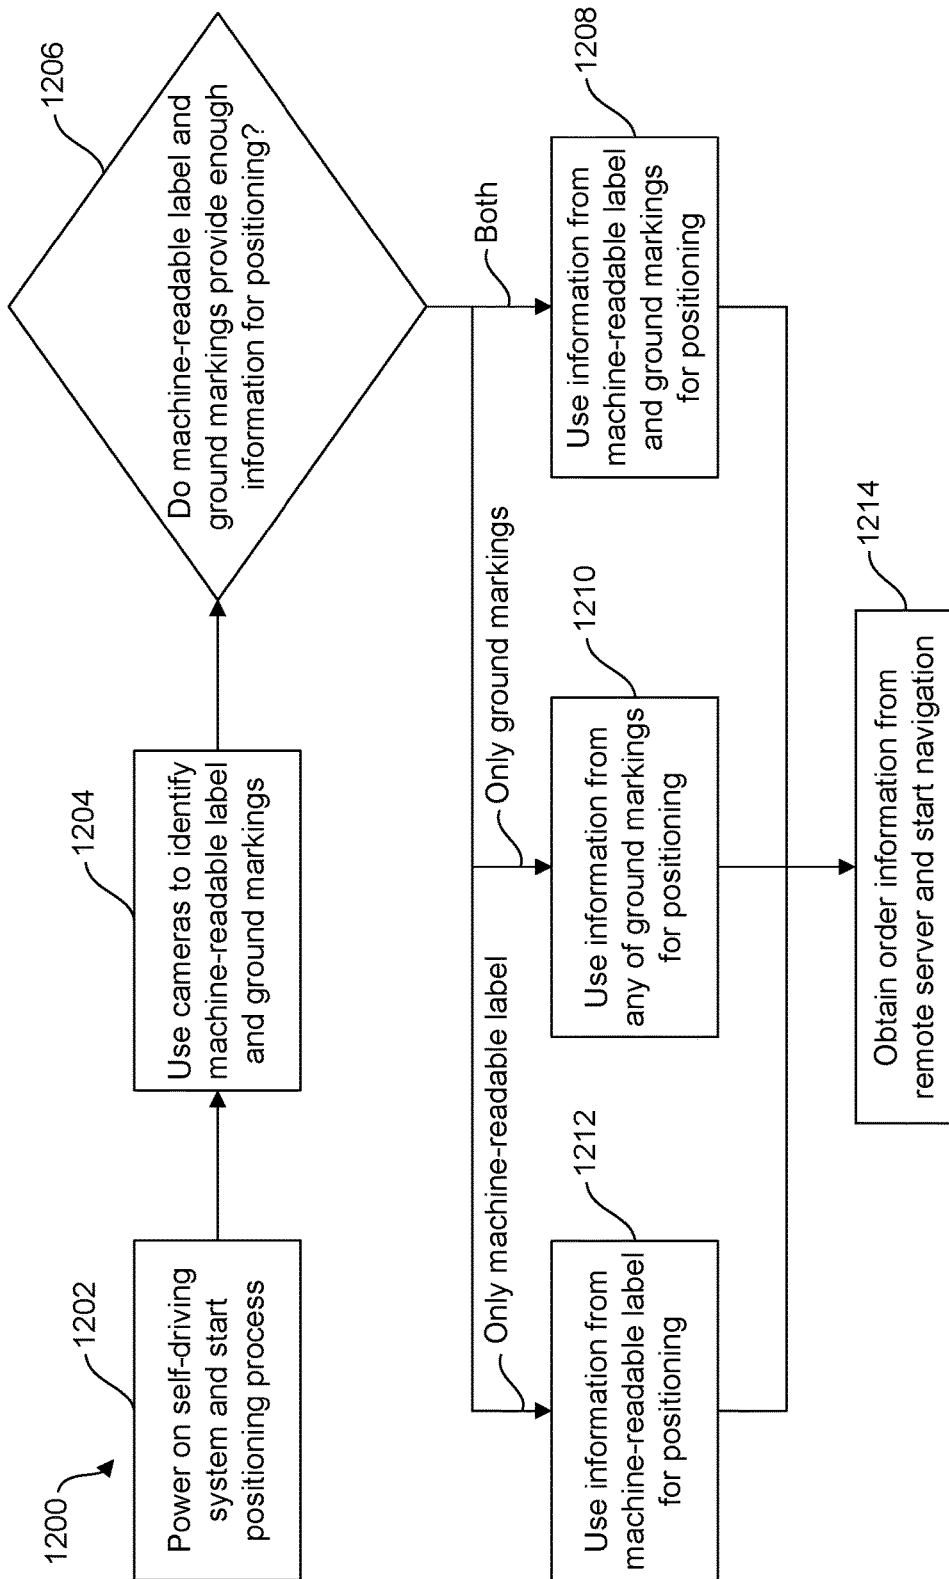 1200
1202
Power on self-driving
system and start
positioning process
1204
Use cameras to identify
machine-readable label
and ground markings
1206
Do machine-readable label and
ground markings provide enough
information for positioning?
Only machine-readable label
Only ground markings
Both
1212
Use information from
machine-readable label
for positioning
1210
Use information from
any of ground markings
for positioning
1208
Use information from
machine-readable label
and ground markings
for positioning
1214
Obtain order information from
remote server and start navigation